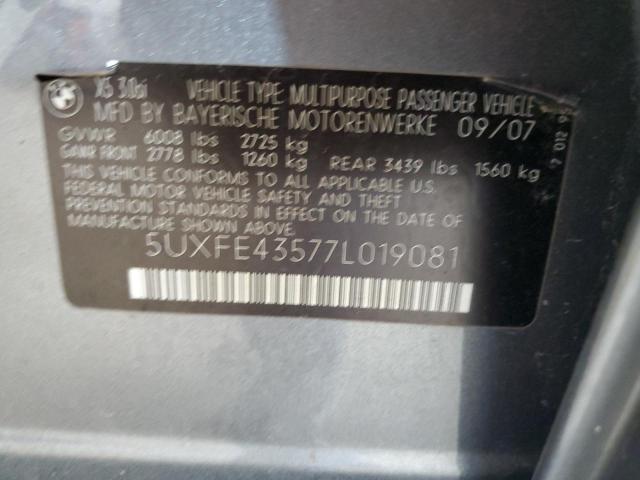 X5 3.0si VEHICLE TYPE: MULTIPURPOSE PASSENGER VEHICLE
MFD BY BAYERISCHE MOTORENWERKE 09/07
GVWR 6008 lbs 2725 kg
GAWR FRONT 2778 lbs 1260 kg REAR 3439 lbs 1560 kg
THIS VEHICLE CONFORMS TO ALL APPLICABLE U.S.
FEDERAL MOTOR VEHICLE SAFETY AND THEFT
PREVENTION STANDARDS IN EFFECT ON THE DATE OF
MANUFACTURE SHOWN ABOVE.
5UXFE43577L019081